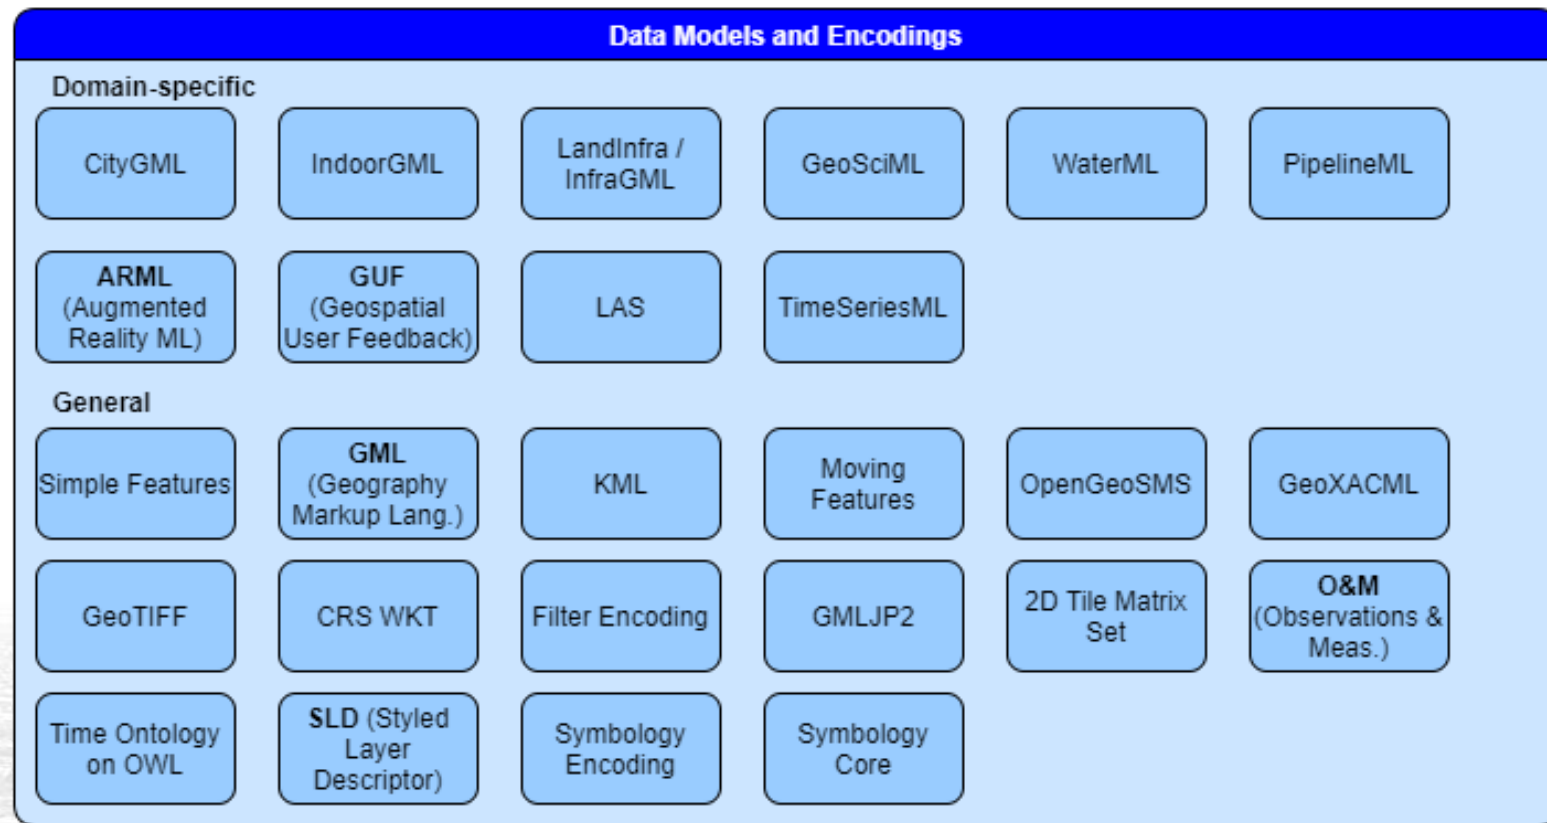 Data Models and Encodings
Domain-specific
CityGML
IndoorGML
LandInfra /
InfraGML
GeoSciML
WaterML
PipelineML
ARML
(Augmented
Reality ML)
GUF
(Geospatial
User Feedback)
LAS
TimeSeriesML
General
Simple Features
GML
(Geography
Markup Lang.)
KML
Moving
Features
OpenGeoSMS
GeoXACML
GeoTIFF
CRS WKT
Filter Encoding
GMLJP2
2D Tile Matrix
Set
O&M
(Observations &
Meas.)
Time Ontology
on OWL
SLD (Styled
Layer
Descriptor)
Symbology
Encoding
Symbology
Core